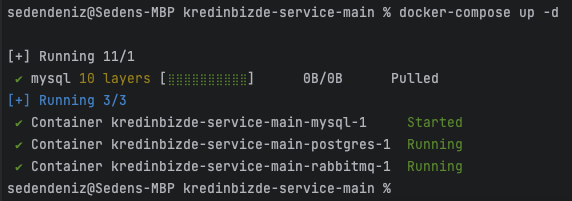 sedendeniz@Sedens-MBP kredinbizde-service-main % docker-compose up -d
[+] Running 11/1
✔ mysql 10 layers [⣿⣿⣿⣿⣿⣿⣿⣿⣿⣿] 0B/0B Pulled
[+] Running 3/3
✔ Container kredinbizde-service-main-mysql-1 Started
✔ Container kredinbizde-service-main-postgres-1 Running
✔ Container kredinbizde-service-main-rabbitmq-1 Running
sedendeniz@Sedens-MBP kredinbizde-service-main %